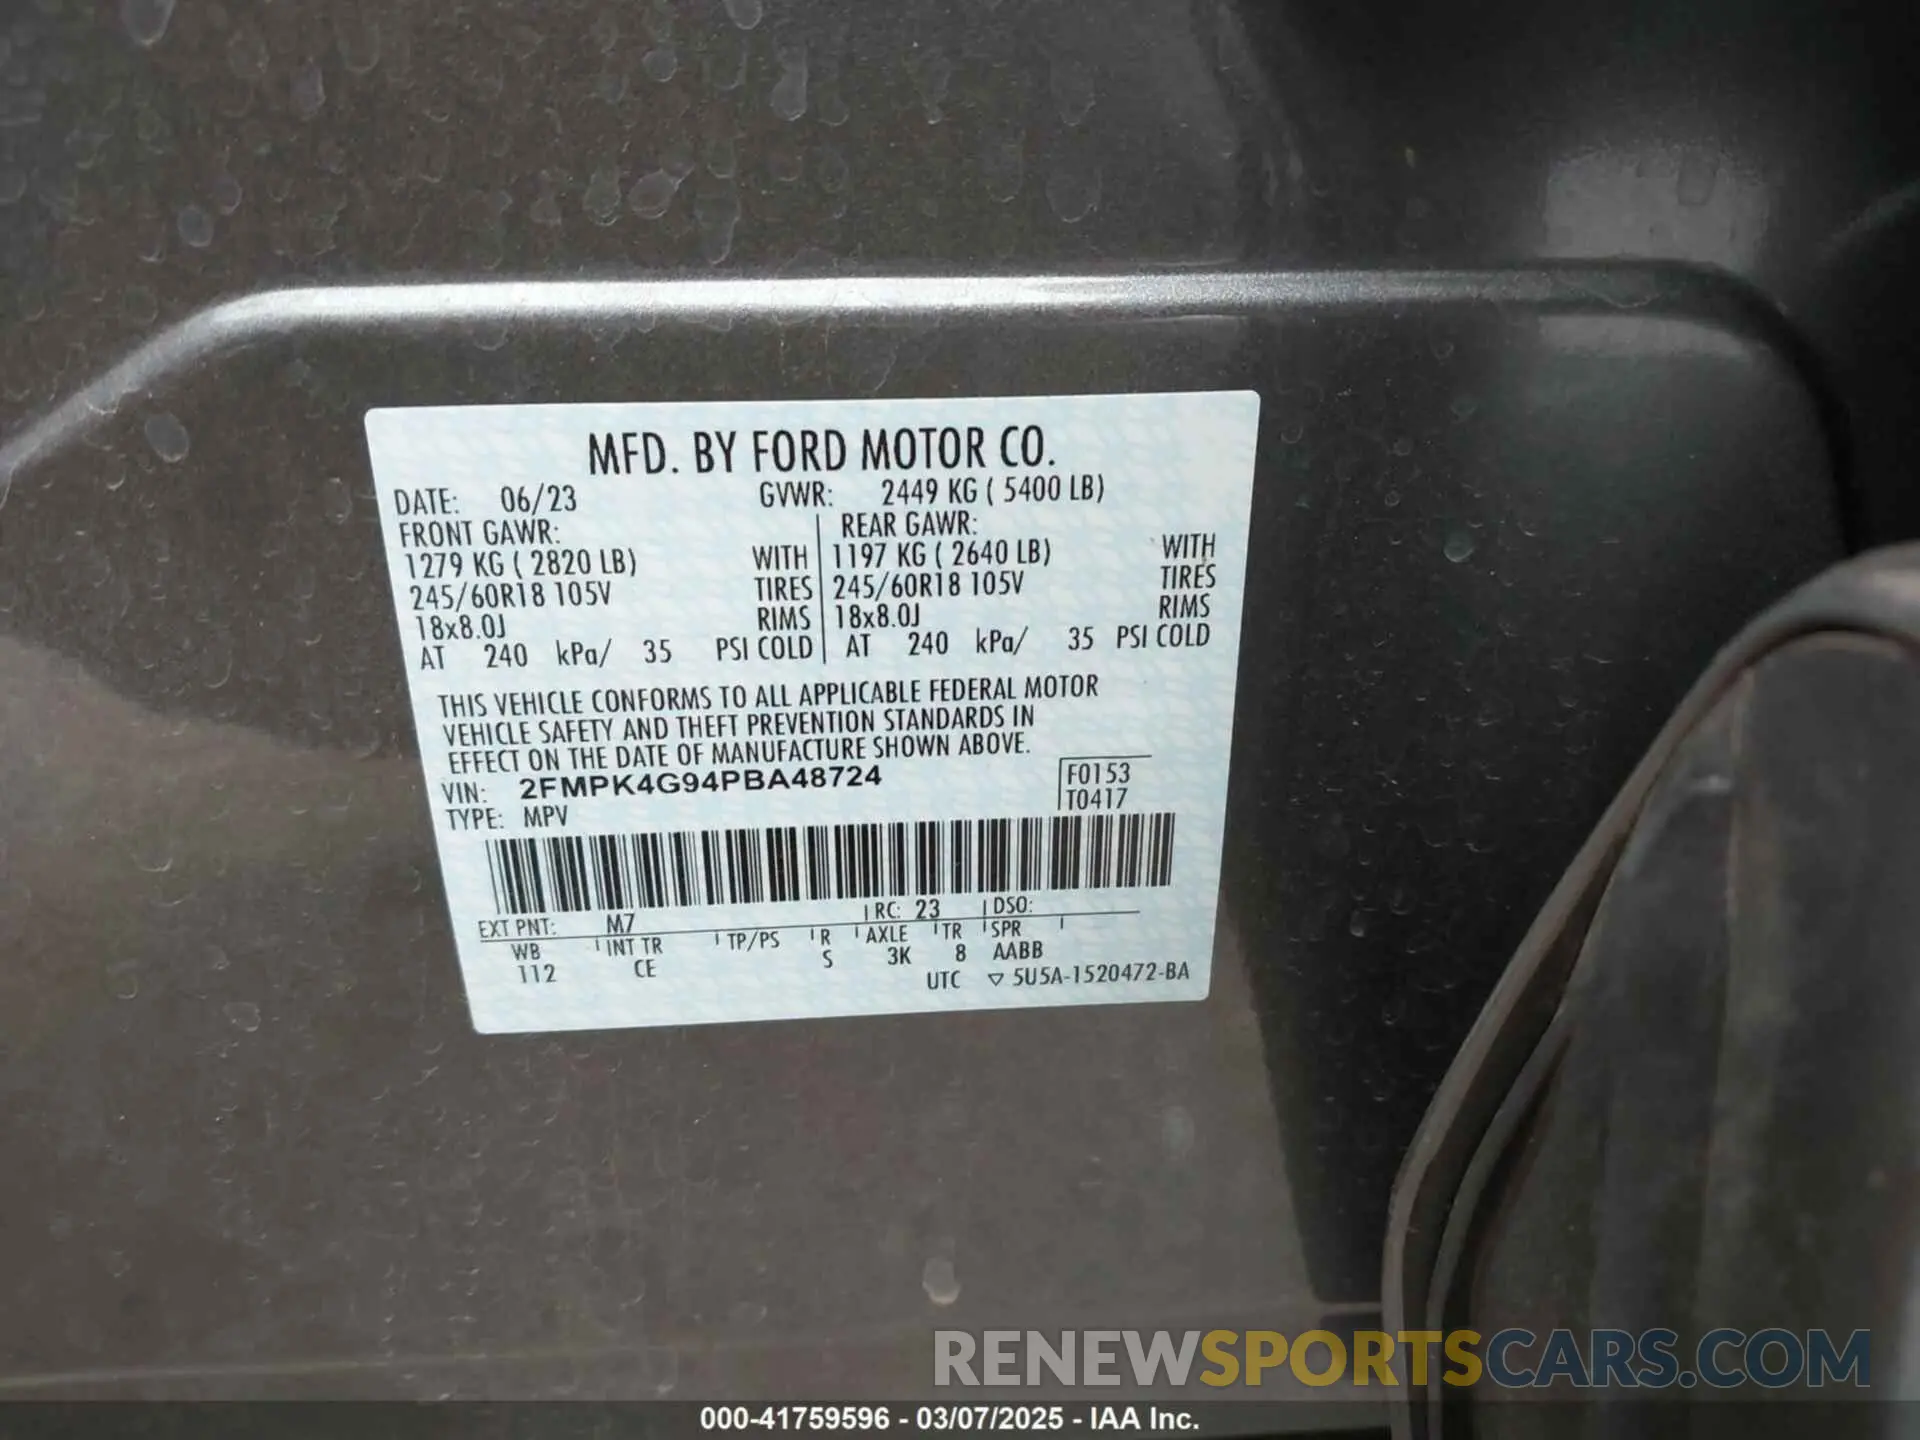 MFD. BY FORD MOTOR CO.
DATE: 06/23 GVWR: 2449 KG ( 5400 LB)
FRONT GAWR: REAR GAWR:
1279 KG ( 2820 LB) WITH 1197 KG ( 2640 LB) WITH
245/60R18 105V TIRES 245/60R18 105V TIRES
18x8.0J RIMS 18x8.0J RIMS
AT 240 kPa/ 35 PSI COLD AT 240 kPa/ 35 PSI COLD
THIS VEHICLE CONFORMS TO ALL APPLICABLE FEDERAL MOTOR
VEHICLE SAFETY AND THEFT PREVENTION STANDARDS IN
EFFECT ON THE DATE OF MANUFACTURE SHOWN ABOVE.
VIN: 2FMPK4G94PBA48724 F0153
TYPE: MPV T0417
EXT PNT: M7 RC: 23 DSO:
WB INT TR TP/PS R AXLE TR SPR
112 CE S 3K 8 AABB
UTC ▽ 5U5A-1520472-BA
RENEWSPORTSCARS.COM
000-41759596 - 03/07/2025 - IAA Inc.